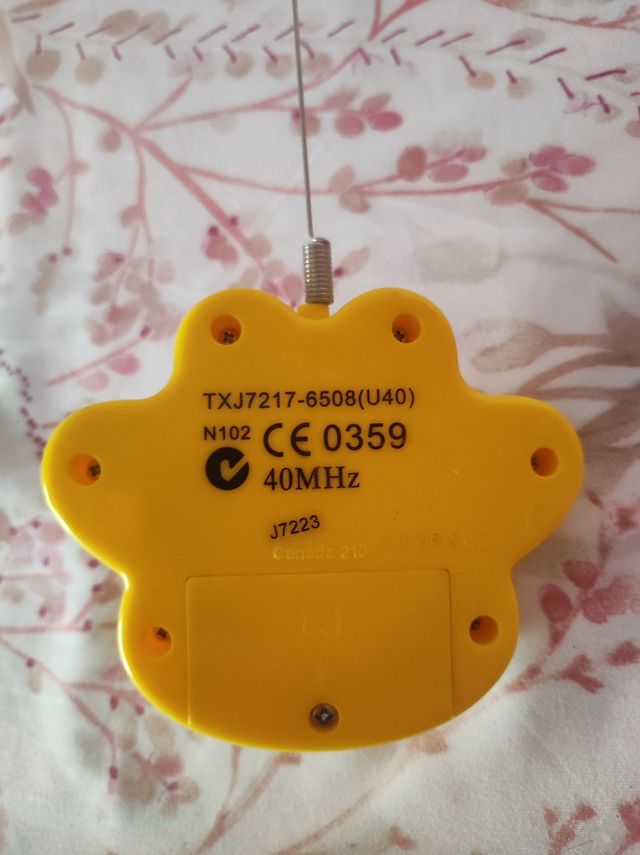 TXJ7217-6508(U40)
N102 CE 0359
40MHz
J7223
Canada 210